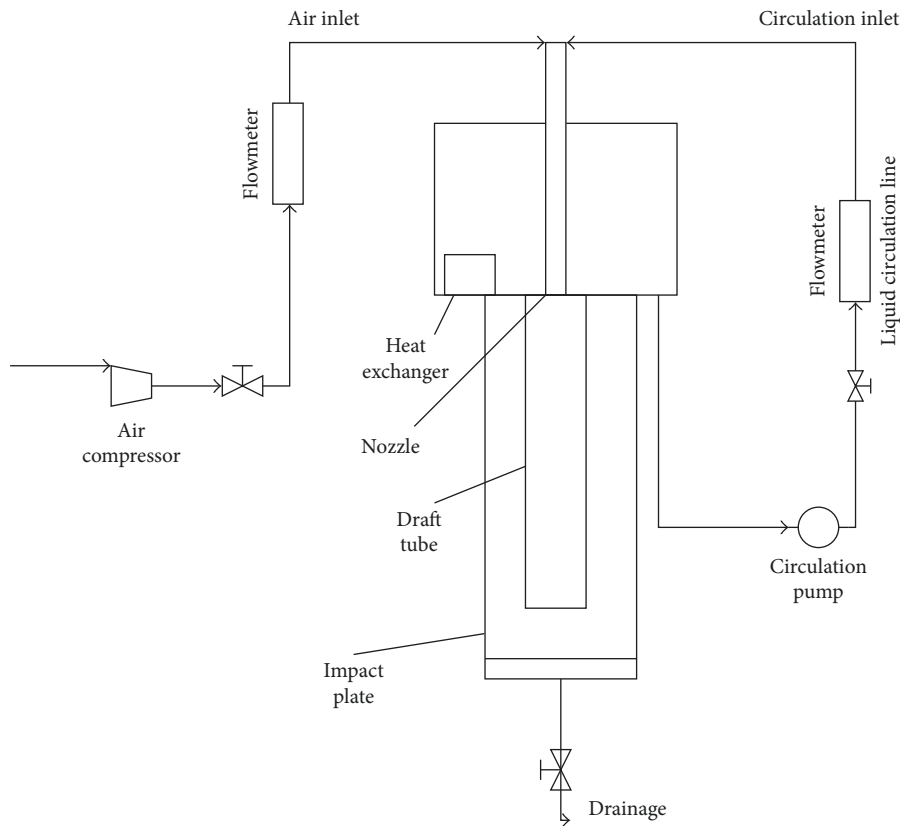 Air inlet
Circulation inlet
Flowmeter
Flowmeter
Liquid circulation line
Heat
exchanger
Air
compressor
Nozzle
Draft
tube
Circulation
pump
Impact
plate
Drainage